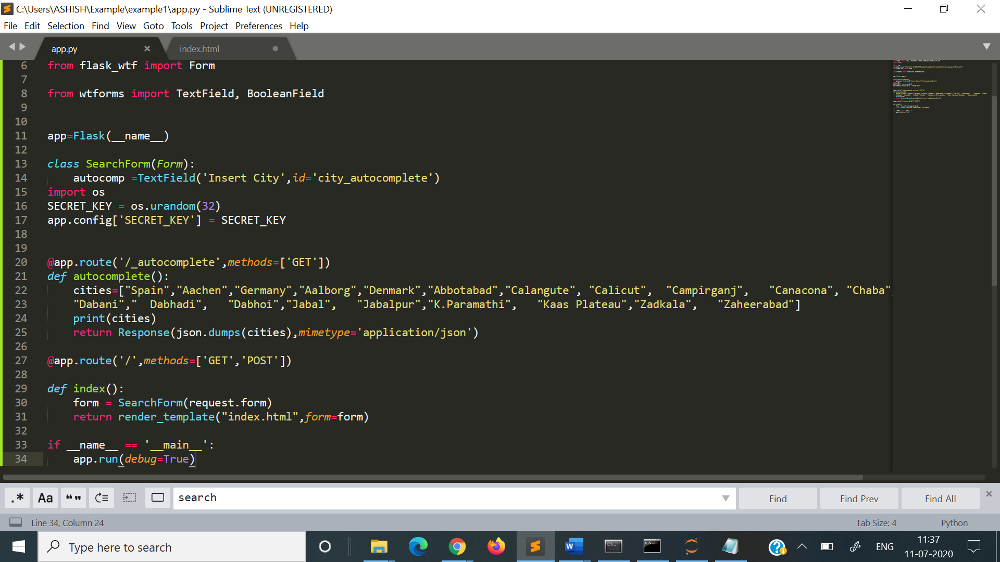 C:\Users\ASHISH\Example\example1\app.py - Sublime Text (UNREGISTERED)
File Edit Selection Find View Goto Tools Project Preferences Help
app.py index.html
6 from flask_wtf import Form
7
8 from wtforms import TextField, BooleanField
9
10
11 app=Flask(__name__)
12
13 class SearchForm(Form):
14     autocomp =TextField('Insert City',id='city_autocomplete')
15 import os
16 SECRET_KEY = os.urandom(32)
17 app.config['SECRET_KEY'] = SECRET_KEY
18
19
20 @app.route('/_autocomplete',methods=['GET'])
21 def autocomplete():
22     cities=["Spain","Aachen","Germany","Aalborg","Denmark","Abbotabad","Calangute", "Calicut",  "Campirganj",   "Canacona", "Chaba",
23     "Dabani","  Dabhadi",   "Dabhoi","Jabal",   "Jabalpur","K.Paramathi",   "Kaas Plateau","Zadkala",   "Zaheerabad"]
24     print(cities)
25     return Response(json.dumps(cities),mimetype='application/json')
26
27 @app.route('/',methods=['GET','POST'])
28
29 def index():
30     form = SearchForm(request.form)
31     return render_template("index.html",form=form)
32
33 if __name__ == '__main__':
34     app.run(debug=True)
.* Aa “” search Find Find Prev Find All
Line 34, Column 24 Tab Size: 4 Python
Type here to search ENG 11:37
11-07-2020